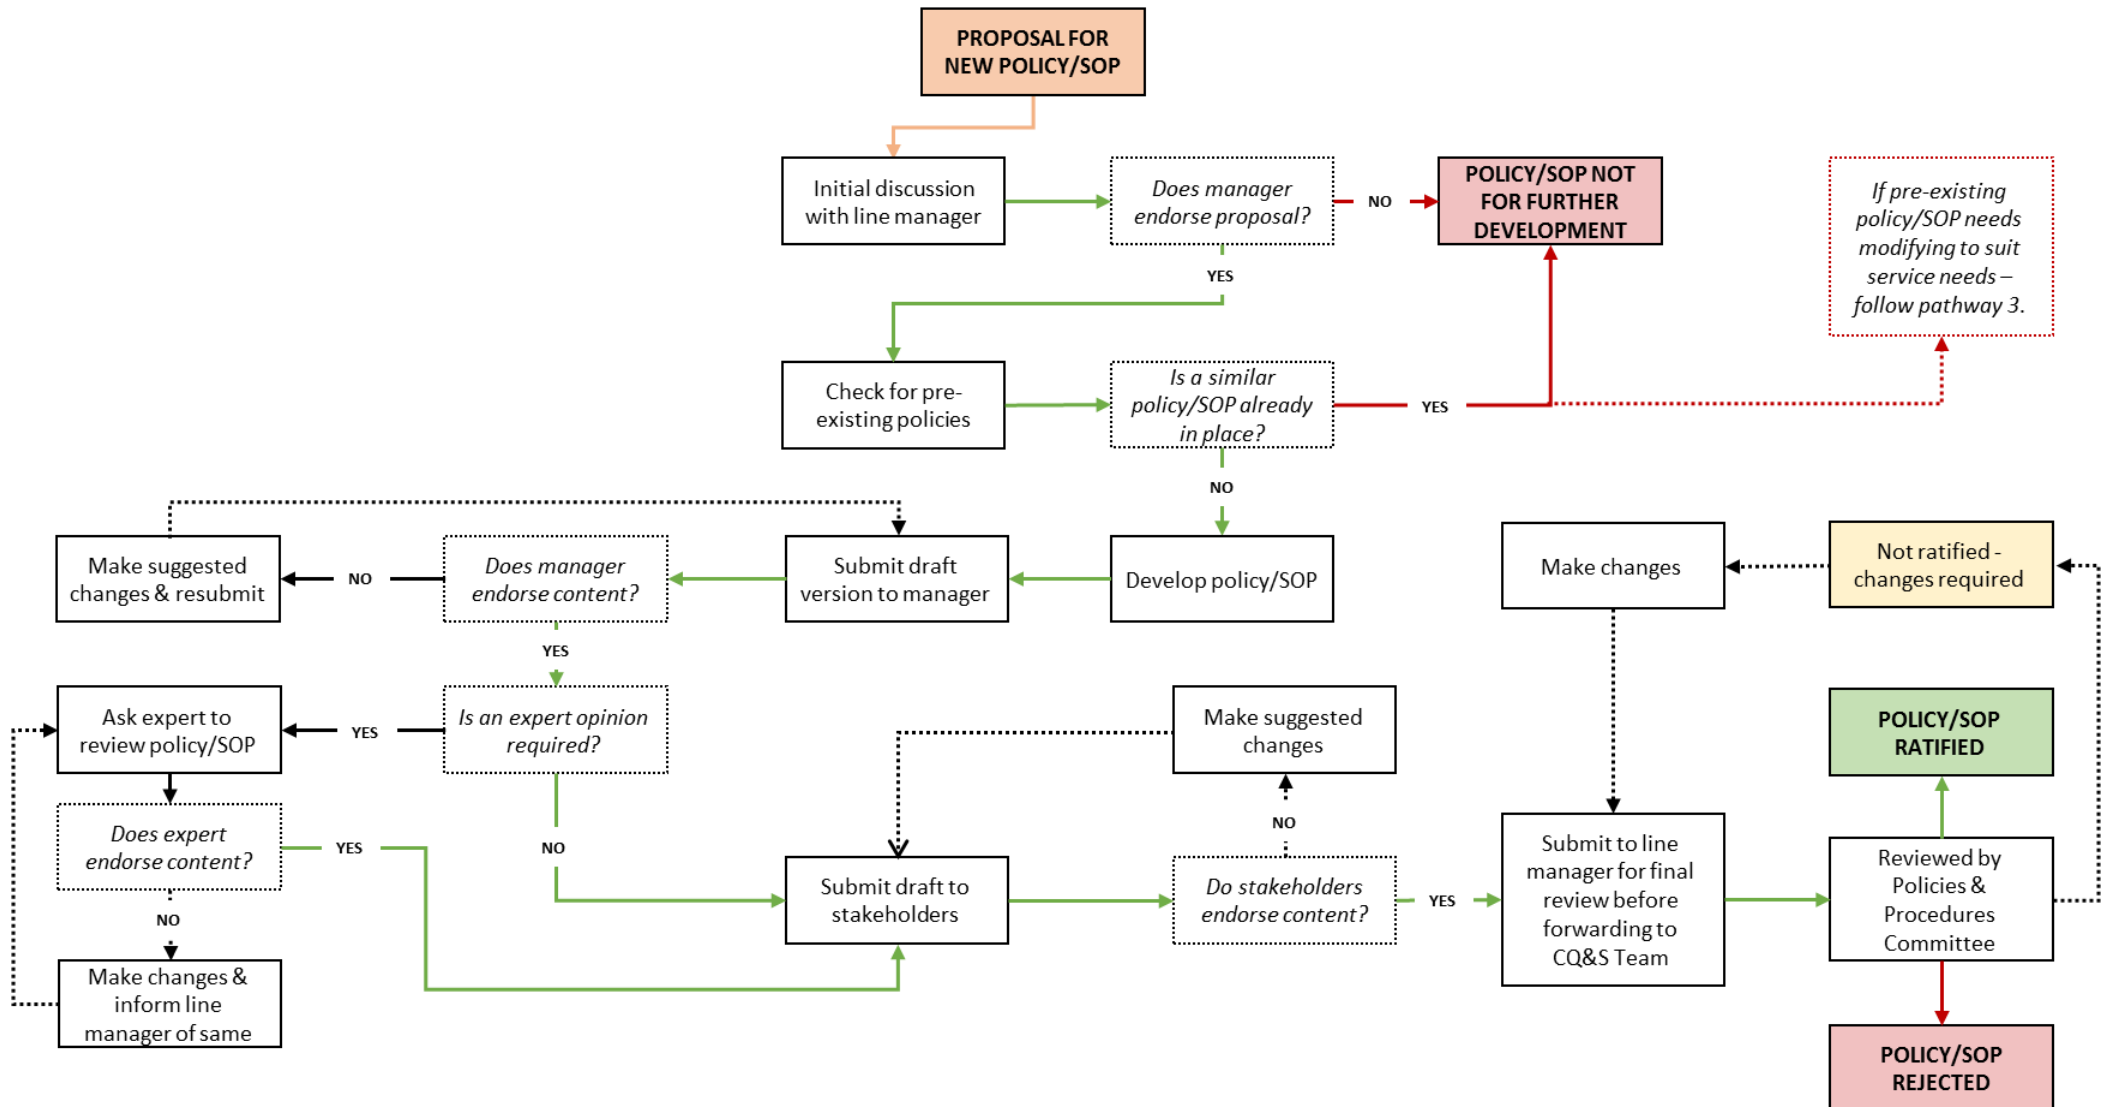 PROPOSAL FOR
NEW POLICY/SOP
Initial discussion
with line manager
Does manager
endorse proposal?
NO
POLICY/SOP NOT
FOR FURTHER
DEVELOPMENT
If pre-existing
policy/SOP needs
modifying to suit
service needs –
follow pathway 3.
YES
Check for pre-
existing policies
Is a similar
policy/SOP already
in place?
YES
NO
Make suggested
changes & resubmit
NO
Does manager
endorse content?
Submit draft
version to manager
Develop policy/SOP
Make changes
Not ratified -
changes required
YES
Ask expert to
review policy/SOP
YES
Is an expert opinion
required?
Make suggested
changes
POLICY/SOP
RATIFIED
Does expert
endorse content?
YES
NO
NO
Submit draft to
stakeholders
Do stakeholders
endorse content?
YES
Submit to line
manager for final
review before
forwarding to
CQ&S Team
Reviewed by
Policies &
Procedures
Committee
NO
Make changes &
inform line
manager of same
POLICY/SOP
REJECTED